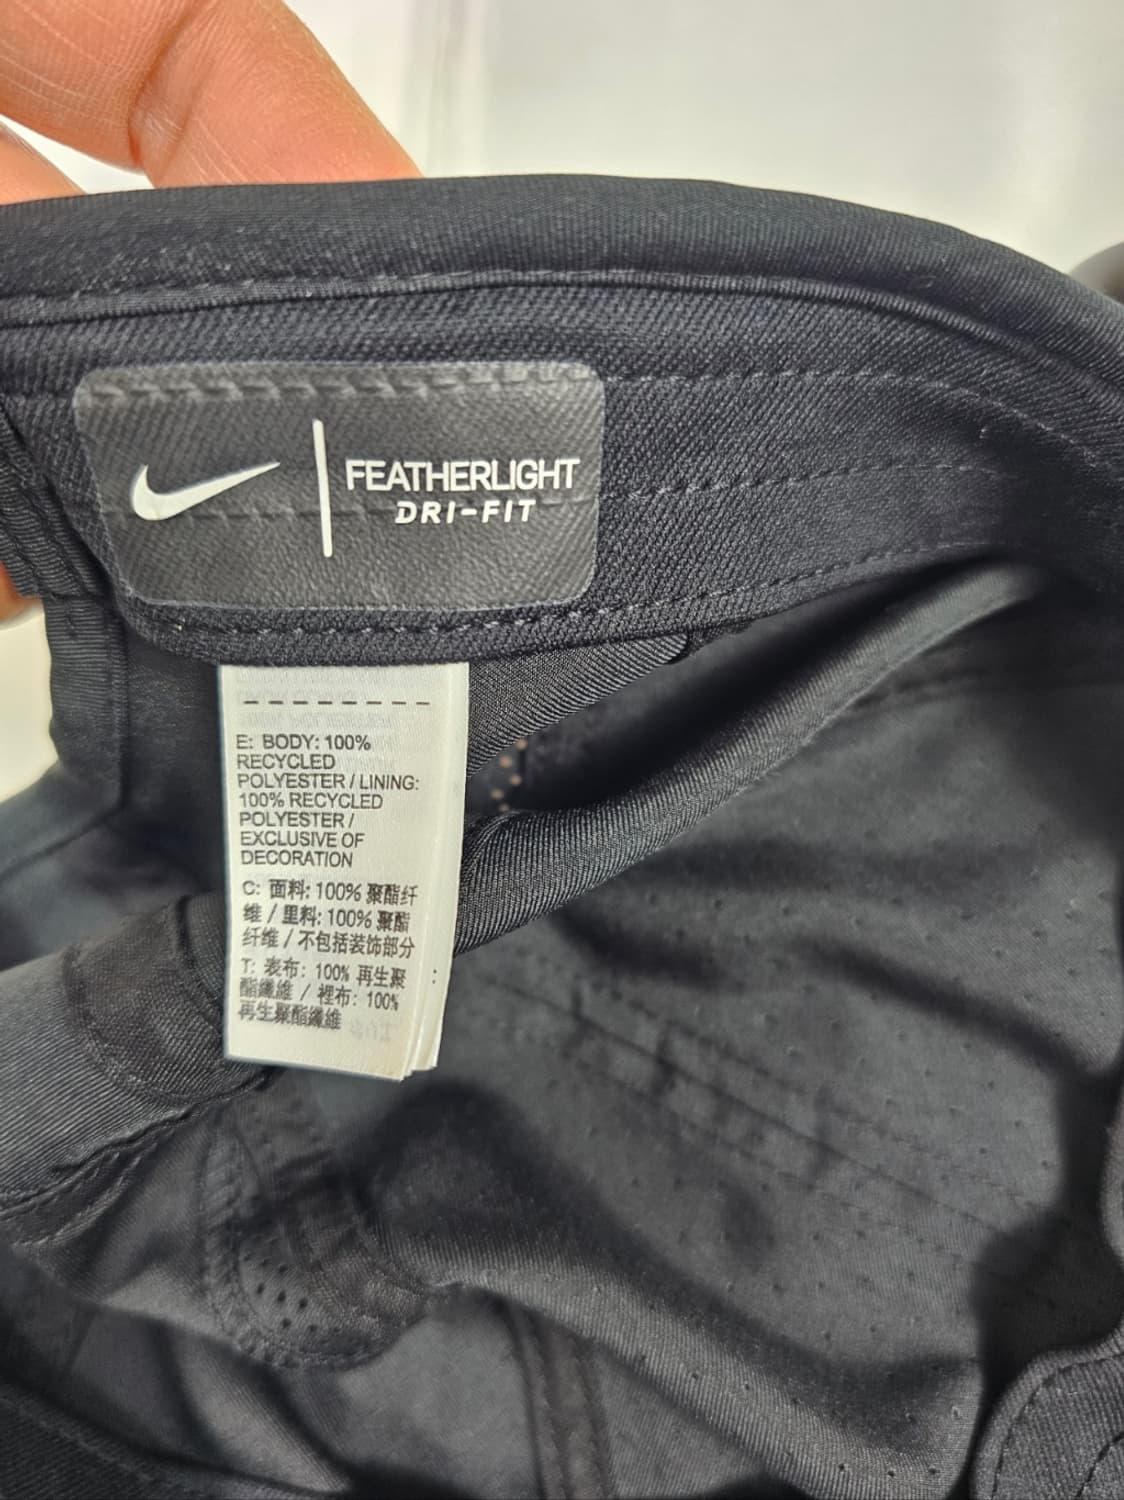 FEATHERLIGHT
DRI-FIT
E: BODY: 100%
RECYCLED
POLYESTER / LINING:
100% RECYCLED
POLYESTER /
EXCLUSIVE OF
DECORATION
C: 面料: 100% 聚酯纤
维 / 里料: 100% 聚酯
纤维 / 不包括装饰部分
T: 表布: 100% 再生聚
酯纖維 / 裡布: 100%
再生聚酯纖維